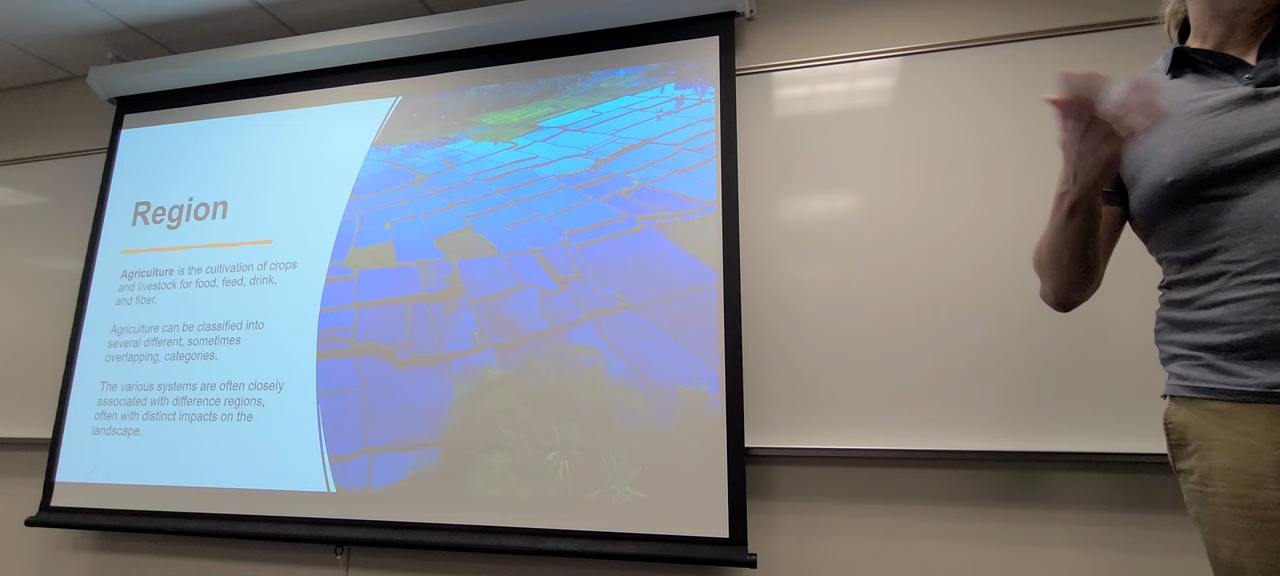 Region
Agriculture is the cultivation of crops
and livestock for food, feed, drink,
and fiber.
Agriculture can be classified into
several different, sometimes
overlapping, categories.
The various systems are often closely
associated with difference regions,
often with distinct impacts on the
landscape.